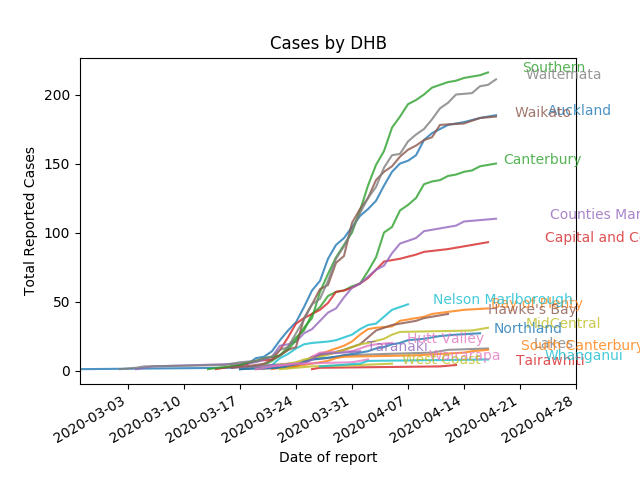 Cases by DHB
Total Reported Cases
200
150
100
50
0
Southern
Waitemata
Auckland
Waikato
Canterbury
Counties Man
Capital and Co
Nelson Marlborough
Bay of Plenty
Hawke's Bay
MidCentral
Northland
Hutt Valley
Lakes
South Canterbury
Taranaki
Wairarapa
Whanganui
West Coast
Tairawhiti
2020-03-03
2020-03-10
2020-03-17
2020-03-24
2020-03-31
2020-04-07
2020-04-14
2020-04-21
2020-04-28
Date of report